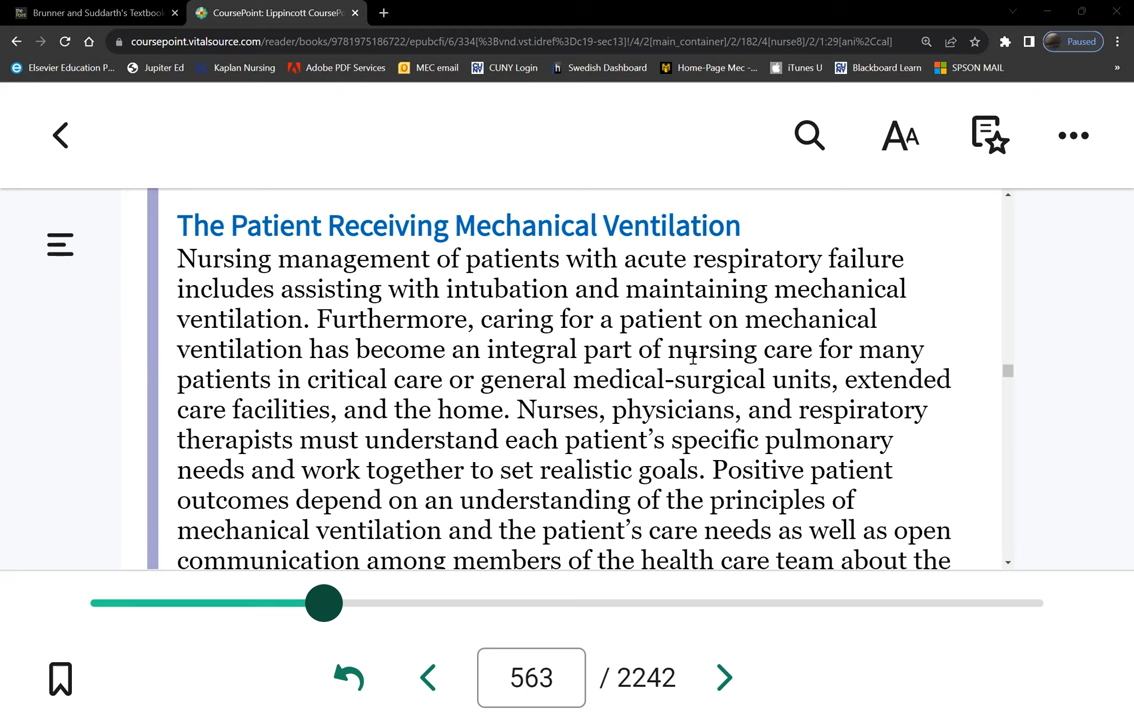 Brunner and Suddarth's Textbook
CoursePoint: Lippincott CoursePo
coursepoint.vitalsource.com/reader/books/9781975186722/epubcfi/6/334[%3Bvnd.vst.idref%3Dc19-sec13]!/4/2[main_container]/2/182/4[nurse8]/2/1:29[ani%2Ccal]
Paused
Elsevier Education P...
Jupiter Ed
Kaplan Nursing
Adobe PDF Services
MEC email
CUNY Login
Swedish Dashboard
Home-Page Mec -...
iTunes U
Blackboard Learn
SPSON MAIL
»
AA
The Patient Receiving Mechanical Ventilation
Nursing management of patients with acute respiratory failure
includes assisting with intubation and maintaining mechanical
ventilation. Furthermore, caring for a patient on mechanical
ventilation has become an integral part of nursing care for many
patients in critical care or general medical-surgical units, extended
care facilities, and the home. Nurses, physicians, and respiratory
therapists must understand each patient’s specific pulmonary
needs and work together to set realistic goals. Positive patient
outcomes depend on an understanding of the principles of
mechanical ventilation and the patient’s care needs as well as open
communication among members of the health care team about the
563 / 2242